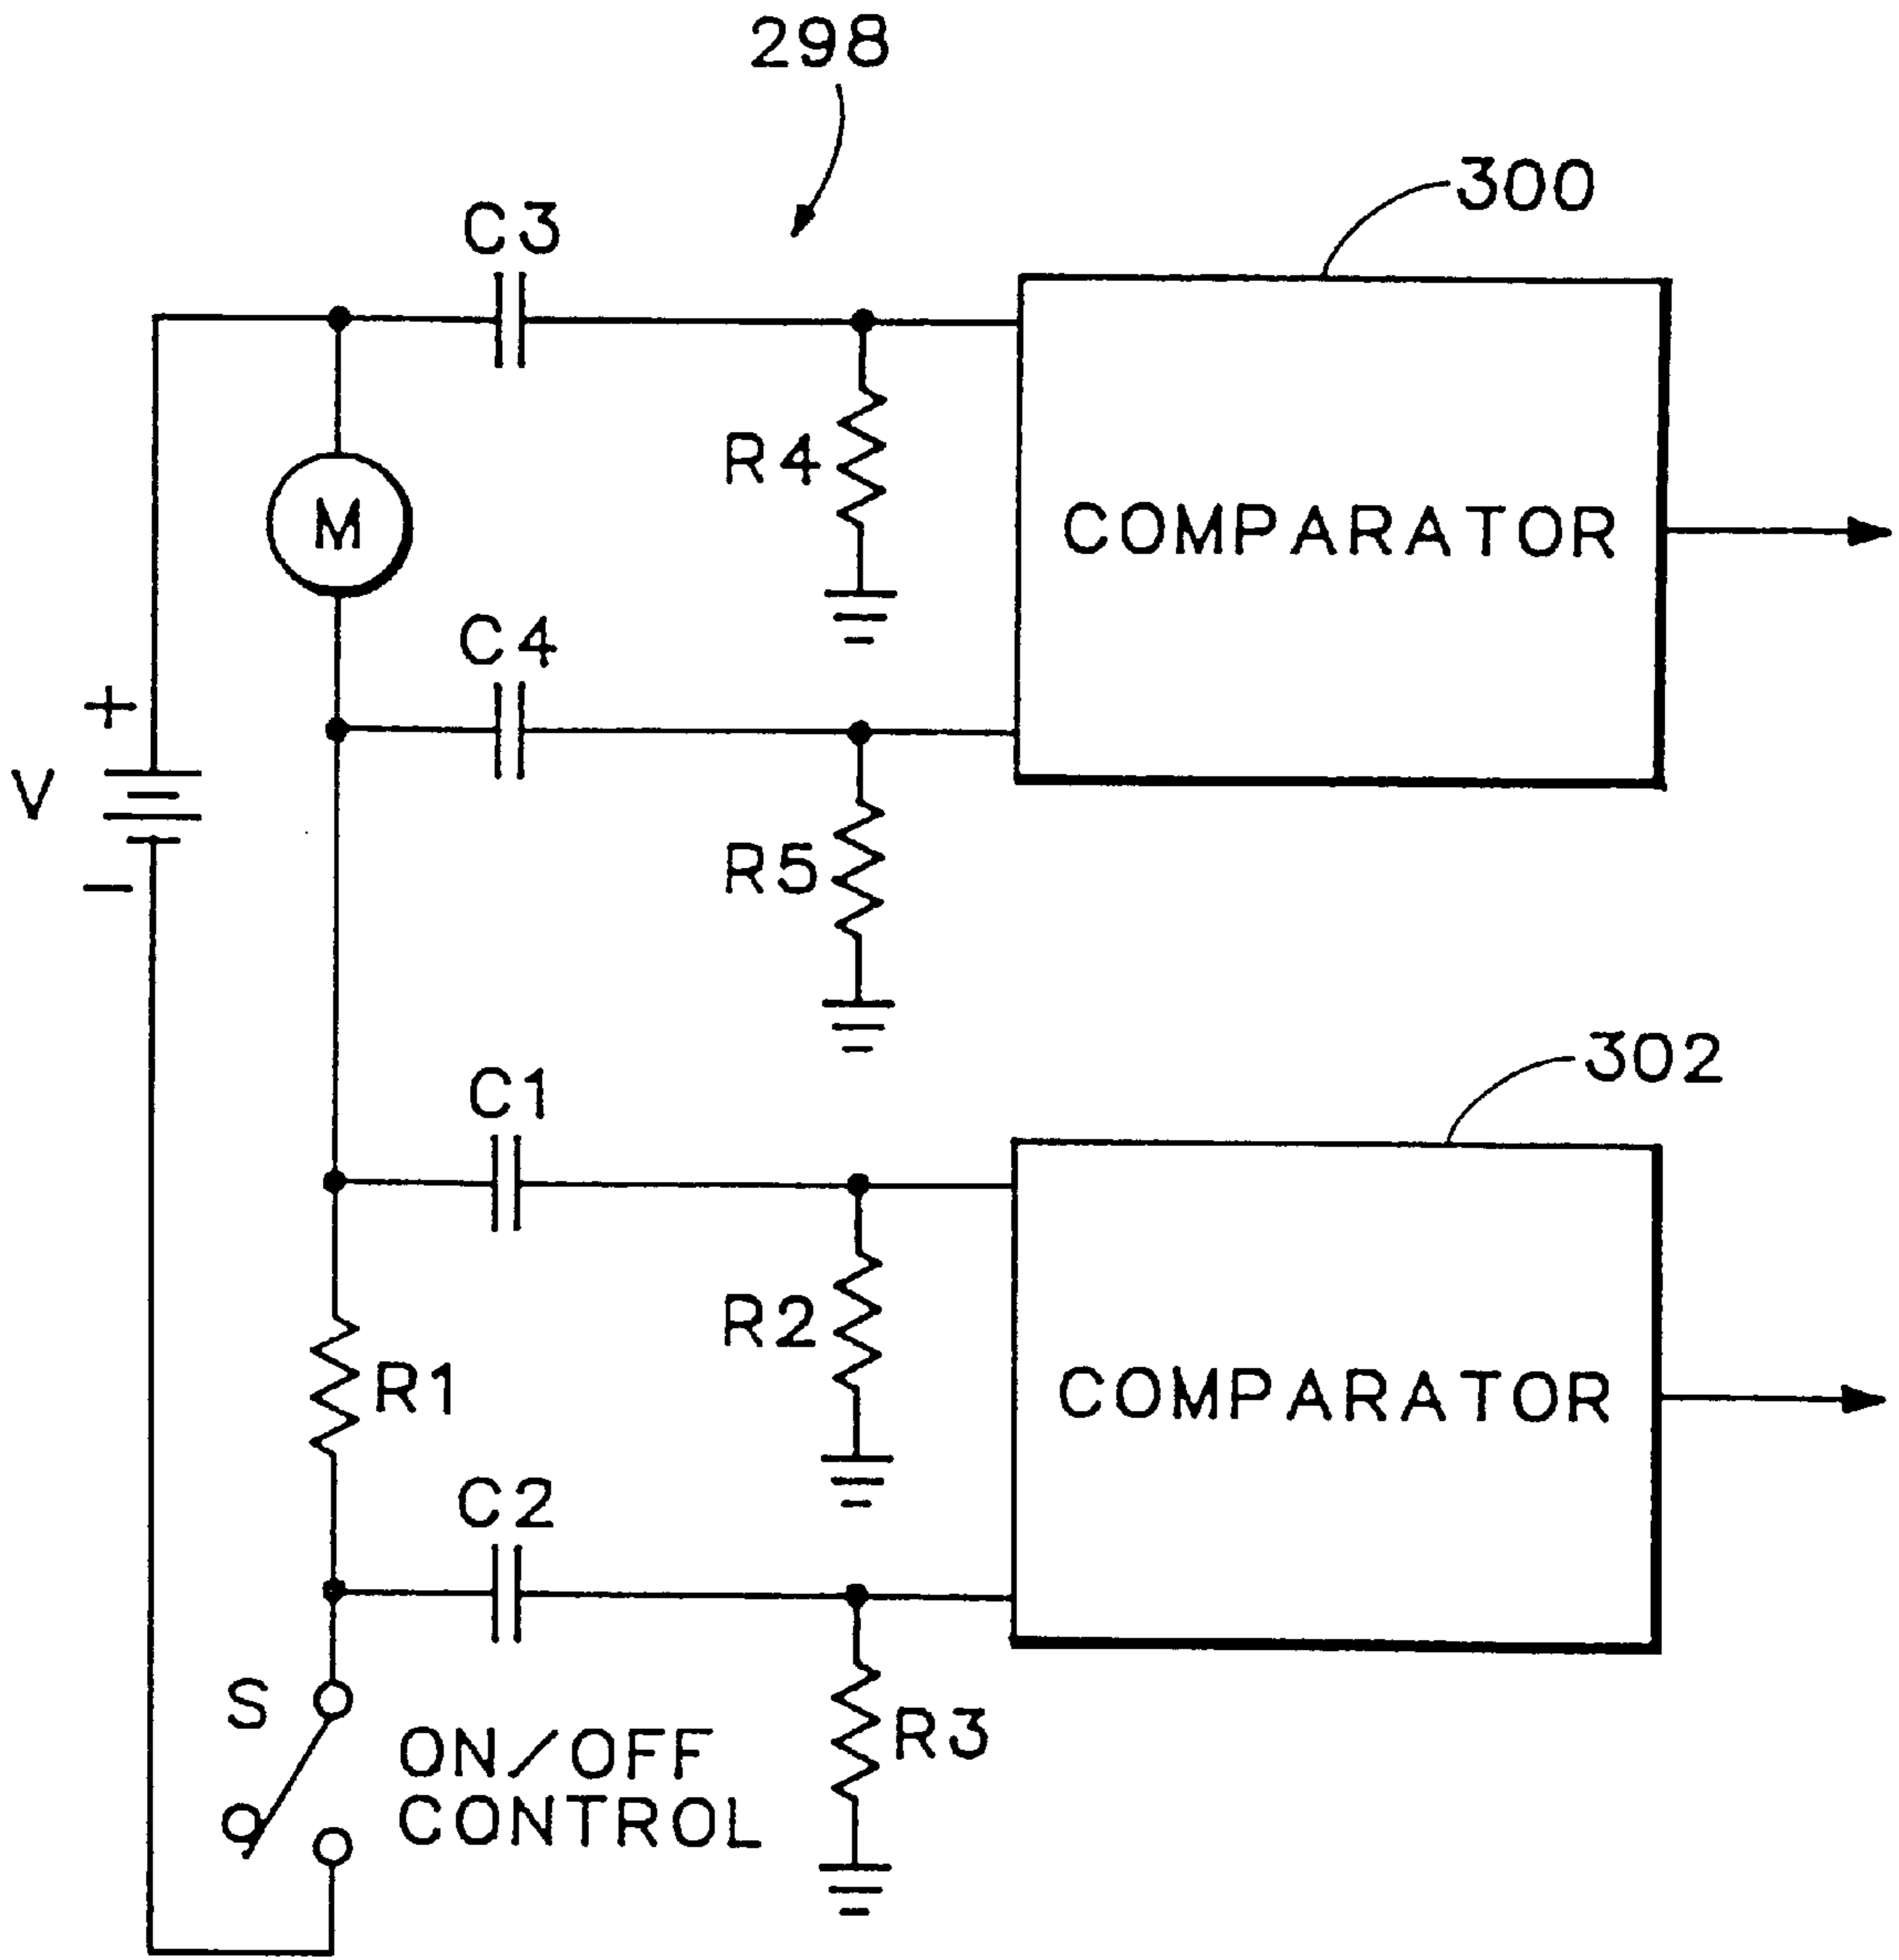 298
300
C3
R4
M
COMPARATOR
C4
+
V
R5
−
302
C1
R2
R1
COMPARATOR
C2
S
R3
ON/OFF
CONTROL